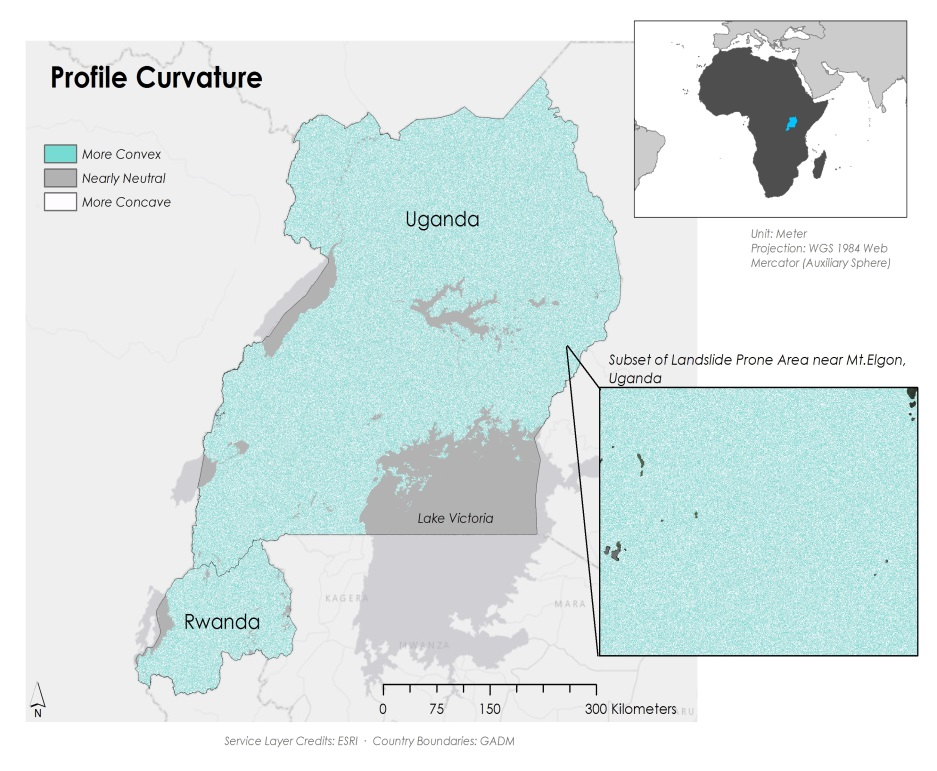 Profile Curvature
More Convex
Nearly Neutral
More Concave
Uganda
Unit: Meter
Projection: WGS 1984 Web
Mercator (Auxiliary Sphere)
Subset of Landslide Prone Area near Mt.Elgon,
Uganda
Lake Victoria
Rwanda
KAGERA
MARA
MWANZA
N
0 75 150 300 Kilometers
Service Layer Credits: ESRI · Country Boundaries: GADM